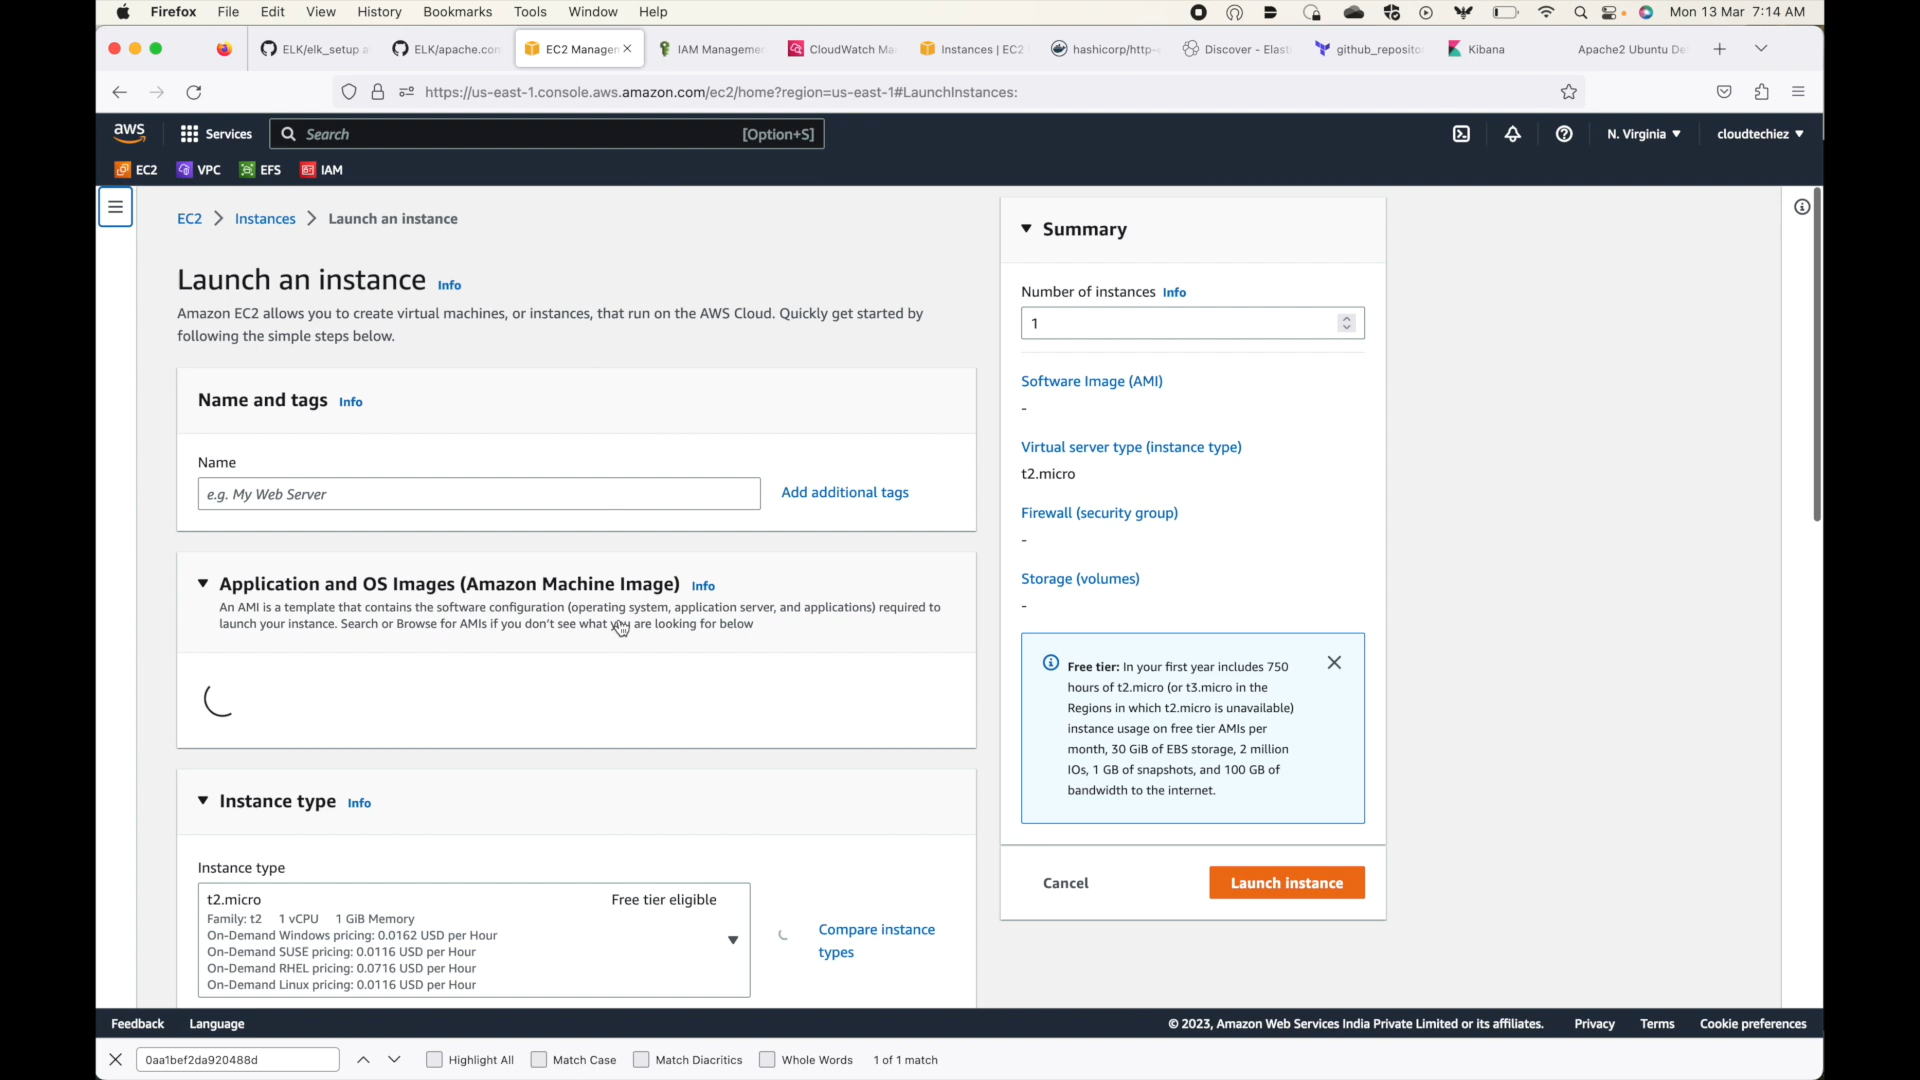 Firefox File Edit View History Bookmarks Tools Window Help Mon 13 Mar 7:14 AM
ELK/elk_setup a ELK/apache.con EC2 Managem IAM Manageme CloudWatch Ma Instances | EC2 hashicorp/http- Discover - Elasti github_reposito Kibana Apache2 Ubuntu De
https://us-east-1.console.aws.amazon.com/ec2/home?region=us-east-1#LaunchInstances:
aws Services Search [Option+S] N. Virginia cloudtechiez
EC2 VPC EFS IAM
EC2 Instances Launch an instance
Launch an instance Info
Amazon EC2 allows you to create virtual machines, or instances, that run on the AWS Cloud. Quickly get started by
following the simple steps below.
Name and tags Info
Name
e.g. My Web Server
Add additional tags
Application and OS Images (Amazon Machine Image) Info
An AMI is a template that contains the software configuration (operating system, application server, and applications) required to
launch your instance. Search or Browse for AMIs if you don't see what you are looking for below
Instance type Info
Instance type
t2.micro Free tier eligible
Family: t2 1 vCPU 1 GiB Memory
On-Demand Windows pricing: 0.0162 USD per Hour
On-Demand SUSE pricing: 0.0116 USD per Hour
On-Demand RHEL pricing: 0.0716 USD per Hour
On-Demand Linux pricing: 0.0116 USD per Hour
Compare instance
types
Summary
Number of instances Info
1
Software Image (AMI)
-
Virtual server type (instance type)
t2.micro
Firewall (security group)
-
Storage (volumes)
-
Free tier: In your first year includes 750
hours of t2.micro (or t3.micro in the
Regions in which t2.micro is unavailable)
instance usage on free tier AMIs per
month, 30 GiB of EBS storage, 2 million
IOs, 1 GB of snapshots, and 100 GB of
bandwidth to the internet.
Cancel Launch instance
Feedback Language © 2023, Amazon Web Services India Private Limited or its affiliates. Privacy Terms Cookie preferences
0aa1bef2da920488d Highlight All Match Case Match Diacritics Whole Words 1 of 1 match